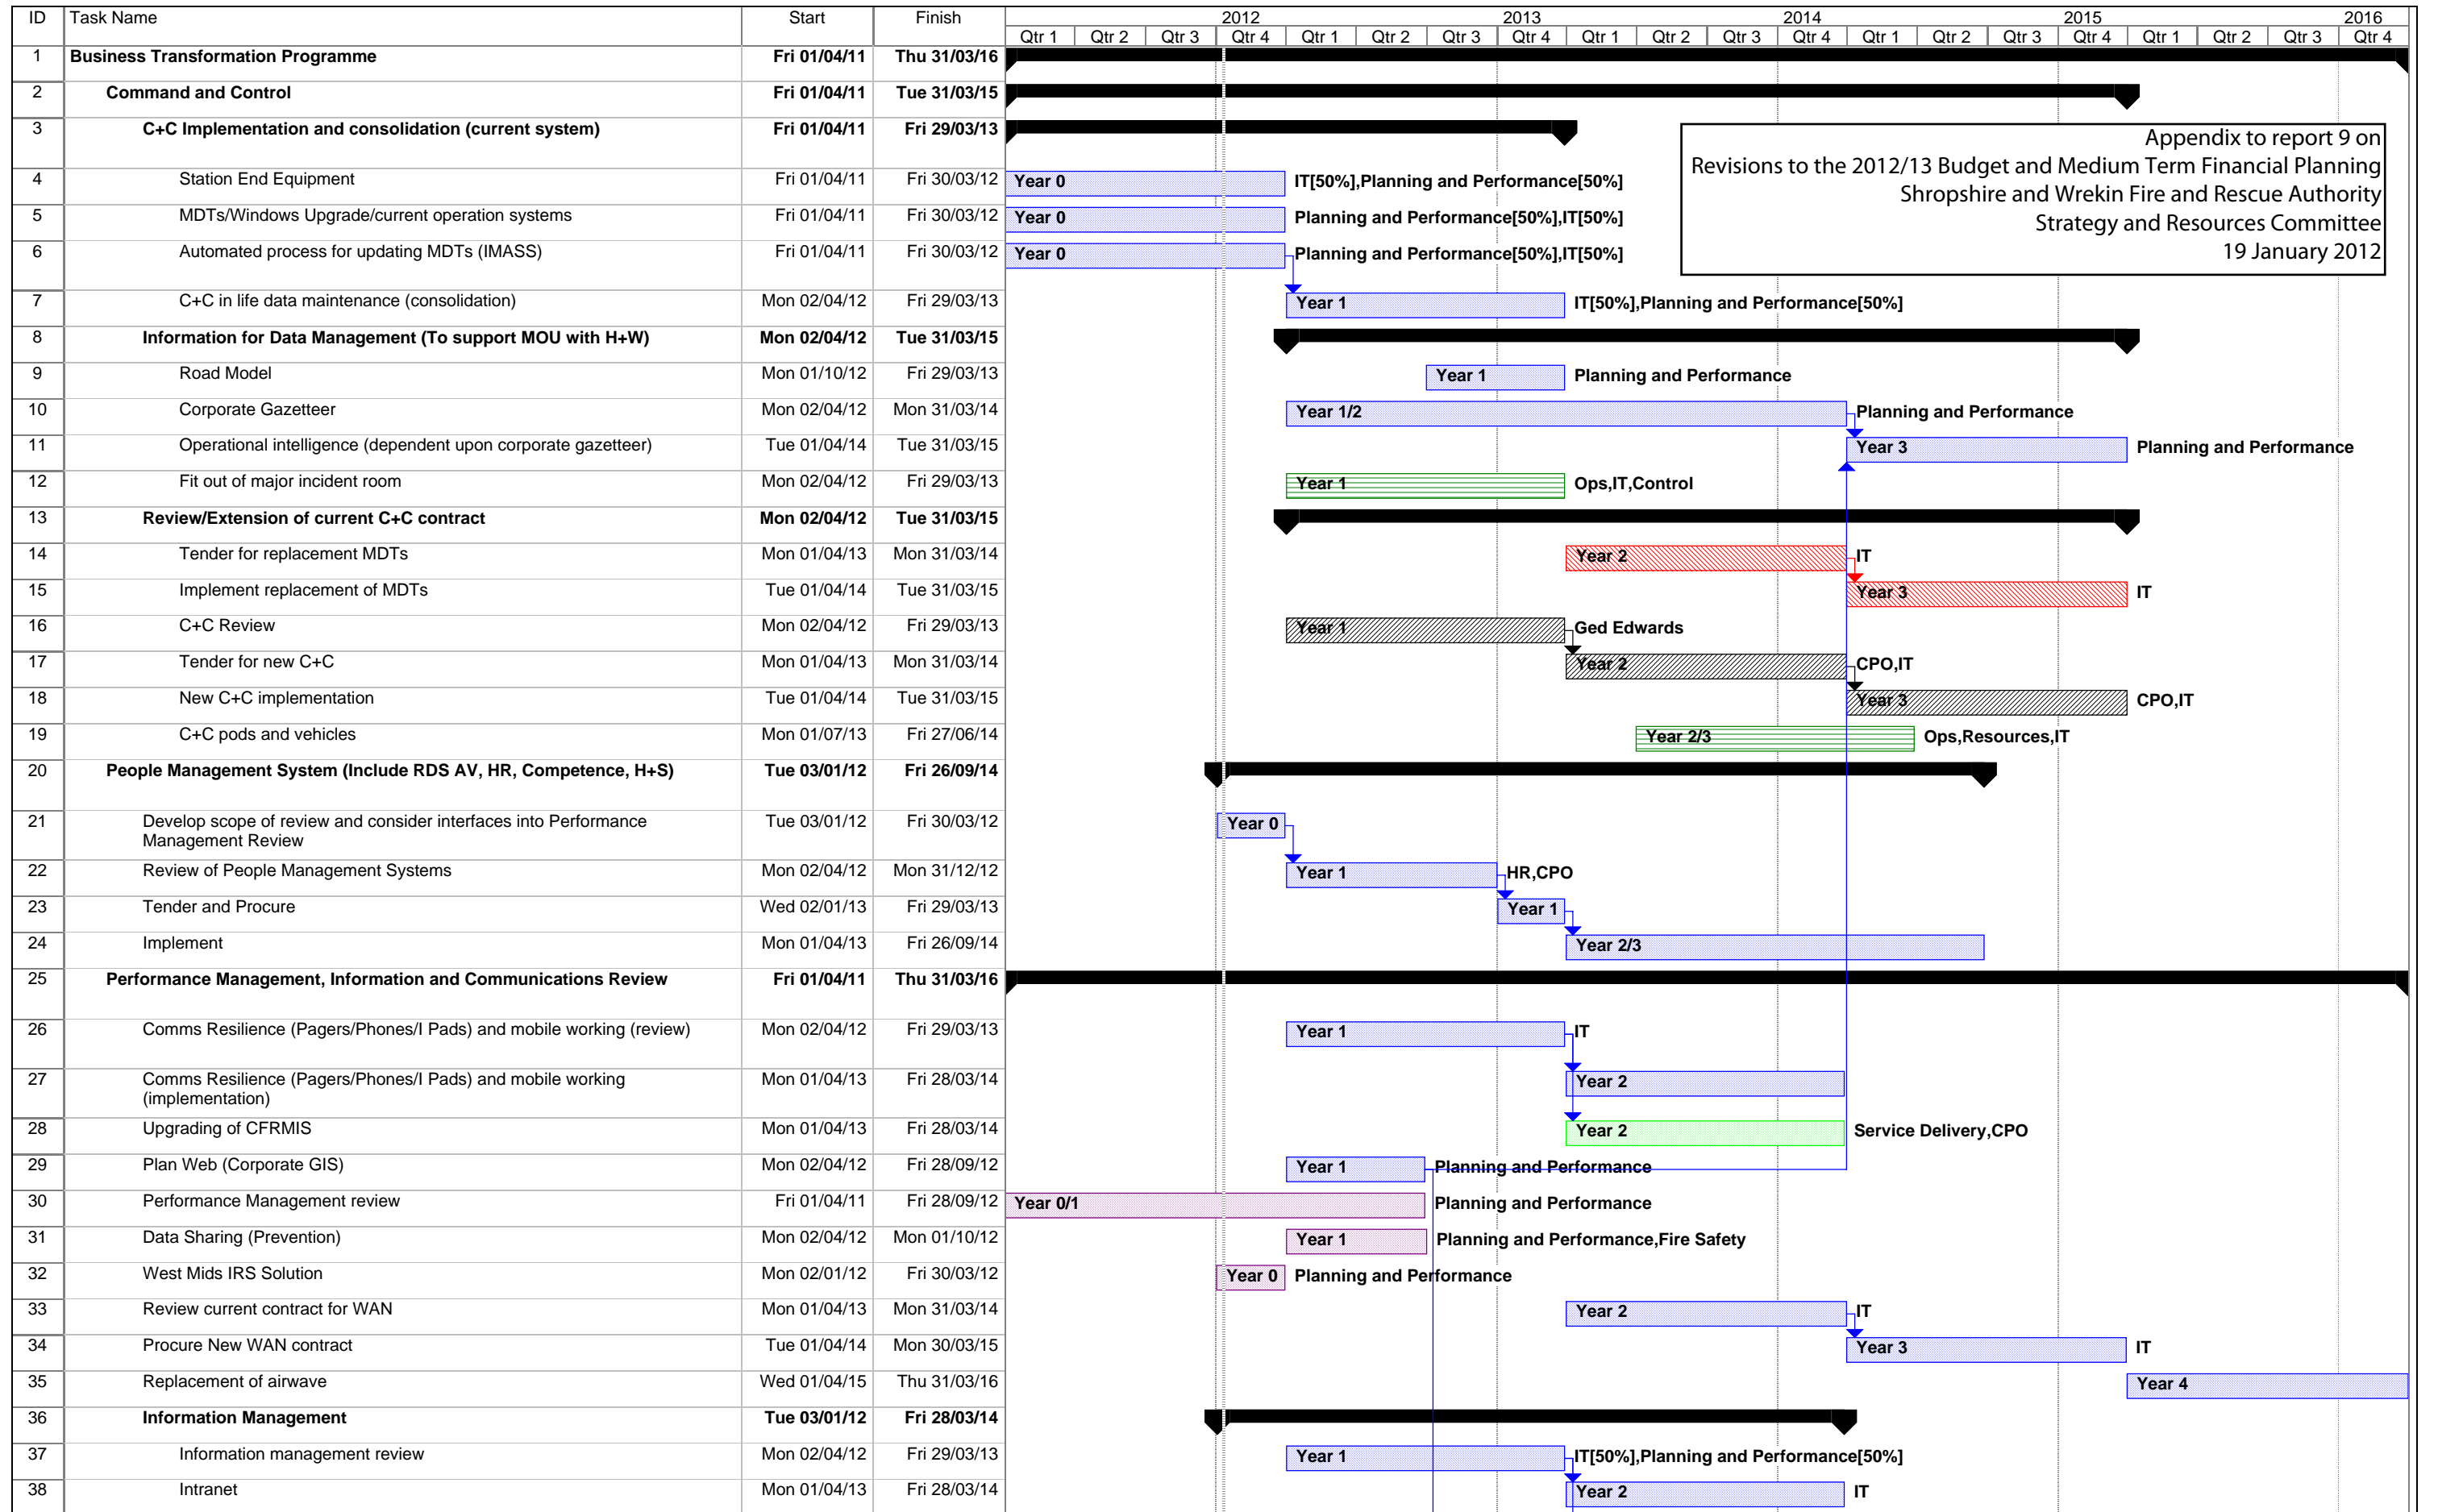 ID Task Name Start Finish 2012 2013 2014 2015 2016
Qtr 1 Qtr 2 Qtr 3 Qtr 4 Qtr 1 Qtr 2 Qtr 3 Qtr 4 Qtr 1 Qtr 2 Qtr 3 Qtr 4 Qtr 1 Qtr 2 Qtr 3 Qtr 4 Qtr 1 Qtr 2 Qtr 3 Qtr 4
1 Business Transformation Programme Fri 01/04/11 Thu 31/03/16
2 Command and Control Fri 01/04/11 Tue 31/03/15
3 C+C Implementation and consolidation (current system) Fri 01/04/11 Fri 29/03/13
Appendix to report 9 on
Revisions to the 2012/13 Budget and Medium Term Financial Planning
Shropshire and Wrekin Fire and Rescue Authority
Strategy and Resources Committee
19 January 2012
4 Station End Equipment Fri 01/04/11 Fri 30/03/12 Year 0 IT[50%],Planning and Performance[50%]
5 MDTs/Windows Upgrade/current operation systems Fri 01/04/11 Fri 30/03/12 Year 0 Planning and Performance[50%],IT[50%]
6 Automated process for updating MDTs (IMASS) Fri 01/04/11 Fri 30/03/12 Year 0 Planning and Performance[50%],IT[50%]
7 C+C in life data maintenance (consolidation) Mon 02/04/12 Fri 29/03/13 Year 1 IT[50%],Planning and Performance[50%]
8 Information for Data Management (To support MOU with H+W) Mon 02/04/12 Tue 31/03/15
9 Road Model Mon 01/10/12 Fri 29/03/13 Year 1 Planning and Performance
10 Corporate Gazetteer Mon 02/04/12 Mon 31/03/14 Year 1/2 Planning and Performance
11 Operational intelligence (dependent upon corporate gazetteer) Tue 01/04/14 Tue 31/03/15 Year 3 Planning and Performance
12 Fit out of major incident room Mon 02/04/12 Fri 29/03/13 Year 1 Ops,IT,Control
13 Review/Extension of current C+C contract Mon 02/04/12 Tue 31/03/15
14 Tender for replacement MDTs Mon 01/04/13 Mon 31/03/14 Year 2 IT
15 Implement replacement of MDTs Tue 01/04/14 Tue 31/03/15 Year 3 IT
16 C+C Review Mon 02/04/12 Fri 29/03/13 Year 1 Ged Edwards
17 Tender for new C+C Mon 01/04/13 Mon 31/03/14 Year 2 CPO,IT
18 New C+C implementation Tue 01/04/14 Tue 31/03/15 Year 3 CPO,IT
19 C+C pods and vehicles Mon 01/07/13 Fri 27/06/14 Year 2/3 Ops,Resources,IT
20 People Management System (Include RDS AV, HR, Competence, H+S) Tue 03/01/12 Fri 26/09/14
21 Develop scope of review and consider interfaces into Performance Tue 03/01/12 Fri 30/03/12 Year 0
Management Review
22 Review of People Management Systems Mon 02/04/12 Mon 31/12/12 Year 1 HR,CPO
23 Tender and Procure Wed 02/01/13 Fri 29/03/13 Year 1
24 Implement Mon 01/04/13 Fri 26/09/14 Year 2/3
25 Performance Management, Information and Communications Review Fri 01/04/11 Thu 31/03/16
26 Comms Resilience (Pagers/Phones/I Pads) and mobile working (review) Mon 02/04/12 Fri 29/03/13 Year 1 IT
27 Comms Resilience (Pagers/Phones/I Pads) and mobile working Mon 01/04/13 Fri 28/03/14 Year 2
(implementation)
28 Upgrading of CFRMIS Mon 01/04/13 Fri 28/03/14 Year 2 Service Delivery,CPO
29 Plan Web (Corporate GIS) Mon 02/04/12 Fri 28/09/12 Year 1 Planning and Performance
30 Performance Management review Fri 01/04/11 Fri 28/09/12 Year 0/1 Planning and Performance
31 Data Sharing (Prevention) Mon 02/04/12 Mon 01/10/12 Year 1 Planning and Performance,Fire Safety
32 West Mids IRS Solution Mon 02/01/12 Fri 30/03/12 Year 0 Planning and Performance
33 Review current contract for WAN Mon 01/04/13 Mon 31/03/14 Year 2 IT
34 Procure New WAN contract Tue 01/04/14 Mon 30/03/15 Year 3 IT
35 Replacement of airwave Wed 01/04/15 Thu 31/03/16 Year 4
36 Information Management Tue 03/01/12 Fri 28/03/14
37 Information management review Mon 02/04/12 Fri 29/03/13 Year 1 IT[50%],Planning and Performance[50%]
38 Intranet Mon 01/04/13 Fri 28/03/14 Year 2 IT